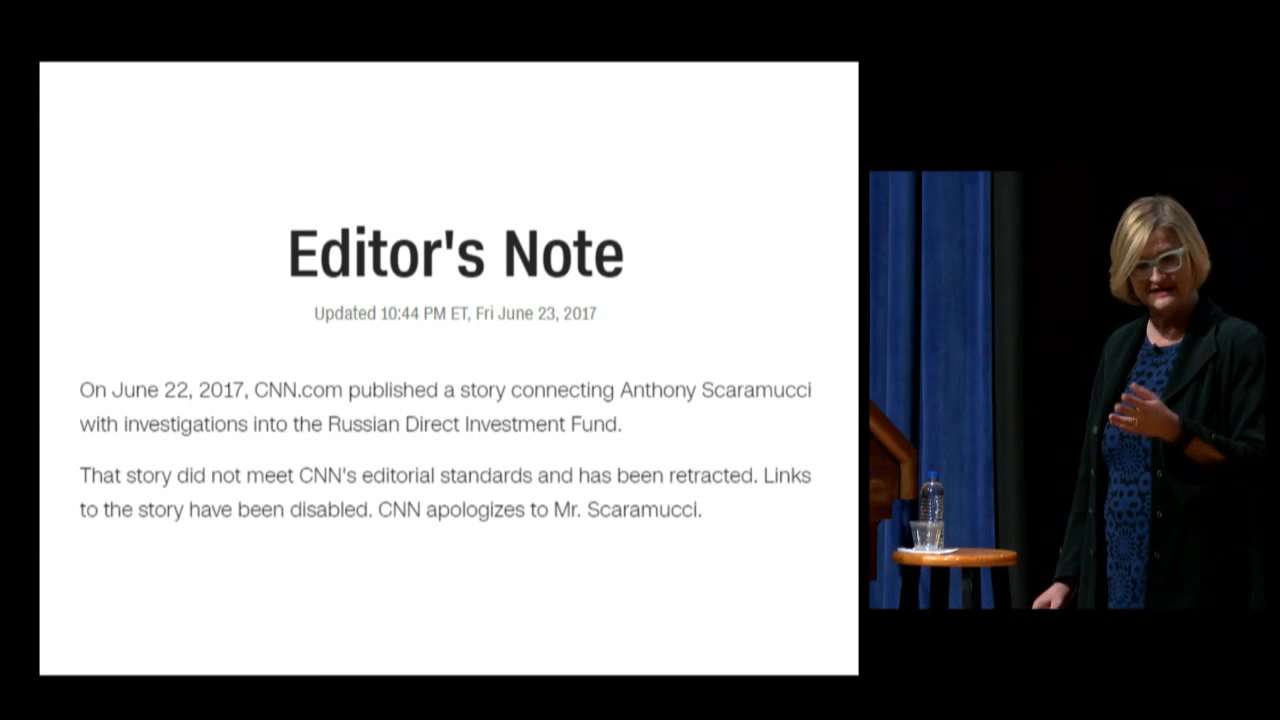 Editor's Note
Updated 10:44 PM ET, Fri June 23, 2017
On June 22, 2017, CNN.com published a story connecting Anthony Scaramucci
with investigations into the Russian Direct Investment Fund.
That story did not meet CNN's editorial standards and has been retracted. Links
to the story have been disabled. CNN apologizes to Mr. Scaramucci.